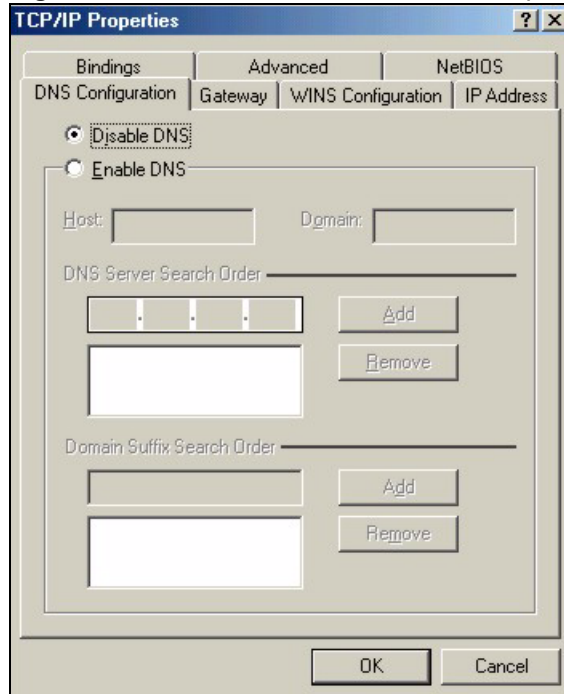 TCP/IP Properties
Bindings Advanced NetBIOS
DNS Configuration Gateway WINS Configuration IP Address
Disable DNS
Enable DNS
Host: Domain:
DNS Server Search Order
Add
Remove
Domain Suffix Search Order
Add
Remove
OK Cancel